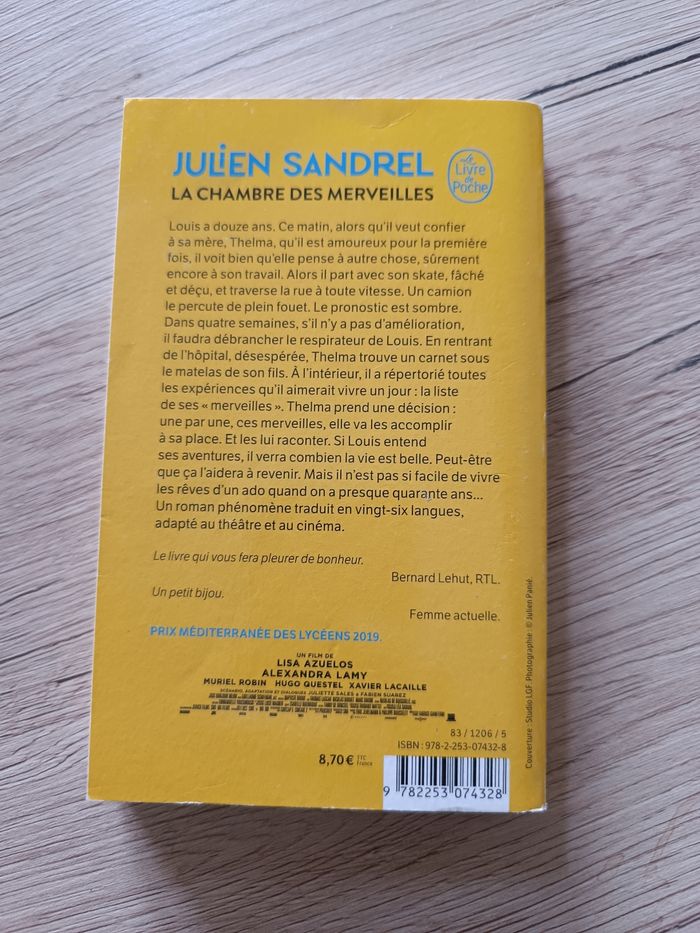 JULIEN SANDREL
Le
Livre
de
Poche
LA CHAMBRE DES MERVEILLES
Louis a douze ans. Ce matin, alors qu'il veut confier
à sa mère, Thelma, qu'il est amoureux pour la première
fois, il voit bien qu'elle pense à autre chose, sûrement
encore à son travail. Alors il part avec son skate, fâché
et déçu, et traverse la rue à toute vitesse. Un camion
le percute de plein fouet. Le pronostic est sombre.
Dans quatre semaines, s'il n'y a pas d'amélioration,
il faudra débrancher le respirateur de Louis. En rentrant
de l'hôpital, désespérée, Thelma trouve un carnet sous
le matelas de son fils. À l'intérieur, il a répertorié toutes
les expériences qu'il aimerait vivre un jour : la liste
de ses « merveilles ». Thelma prend une décision :
une par une, ces merveilles, elle va les accomplir
à sa place. Et les lui raconter. Si Louis entend
ses aventures, il verra combien la vie est belle. Peut-être
que ça l'aidera à revenir. Mais il n'est pas si facile de vivre
les rêves d'un ado quand on a presque quarante ans...
Un roman phénomène traduit en vingt-six langues,
adapté au théâtre et au cinéma.
Le livre qui vous fera pleurer de bonheur.
Bernard Lehut, RTL.
Un petit bijou.
Femme actuelle.
PRIX MÉDITERRANÉE DES LYCÉENS 2019.
UN FILM DE
LISA AZUELOS
ALEXANDRA LAMY
MURIEL ROBIN HUGO QUESTEL XAVIER LACAILLE
SCÉNARIO, ADAPTATION ET DIALOGUES JULIETTE SALES & FABIEN SUAREZ
83 / 1206 / 5
ISBN : 978-2-253-07432-8
8,70 € TTC
France
9 782253 074328
Couverture : Studio LGF. Photographie : © Julien Panié.